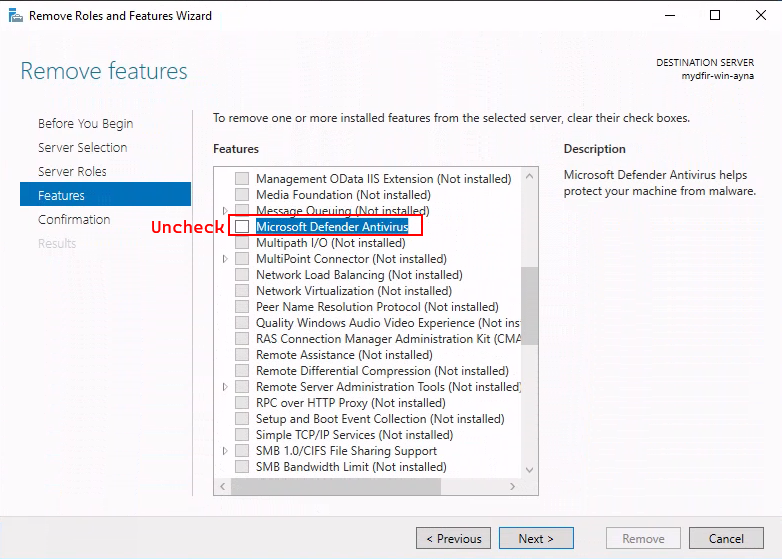 Remove Roles and Features Wizard
Remove features
DESTINATION SERVER
mydfir-win-ayna
Before You Begin
Server Selection
Server Roles
Features
Confirmation
Results
To remove one or more installed features from the selected server, clear their check boxes.
Features
Management OData IIS Extension (Not installed)
Media Foundation (Not installed)
Message Queuing (Not installed)
Uncheck
Microsoft Defender Antivirus
Multipath I/O (Not installed)
MultiPoint Connector (Not installed)
Network Load Balancing (Not installed)
Network Virtualization (Not installed)
Peer Name Resolution Protocol (Not installed)
Quality Windows Audio Video Experience (Not ins
RAS Connection Manager Administration Kit (CMA
Remote Assistance (Not installed)
Remote Differential Compression (Not installed)
Remote Server Administration Tools (Not installed)
RPC over HTTP Proxy (Not installed)
Setup and Boot Event Collection (Not installed)
Simple TCP/IP Services (Not installed)
SMB 1.0/CIFS File Sharing Support
SMB Bandwidth Limit (Not installed)
Description
Microsoft Defender Antivirus helps
protect your machine from malware.
< Previous
Next >
Remove
Cancel